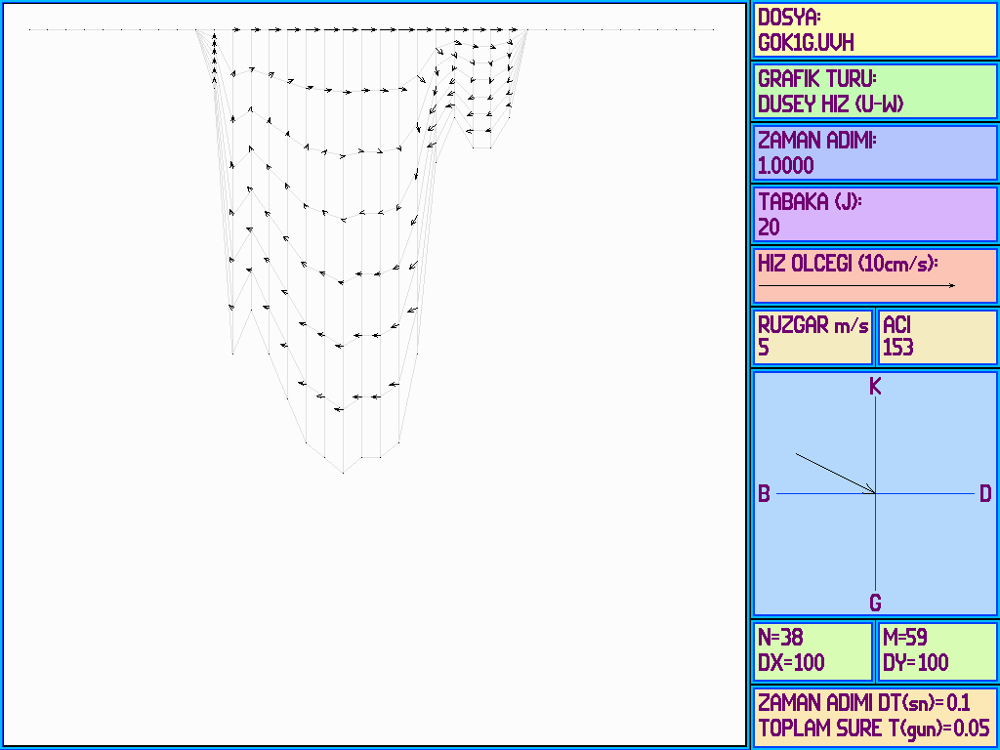 DOSYA:
GOK1G.UVH
GRAFIK TURU:
DUSEY HIZ (U-W)
ZAMAN ADIMI:
1.0000
TABAKA (J):
20
HIZ OLCEGI (10cm/s):
RUZGAR m/s
5
ACI
153
K
B
D
G
N=38
DX=100
M=59
DY=100
ZAMAN ADIMI DT(sn)=0.1
TOPLAM SURE T(gun)=0.05